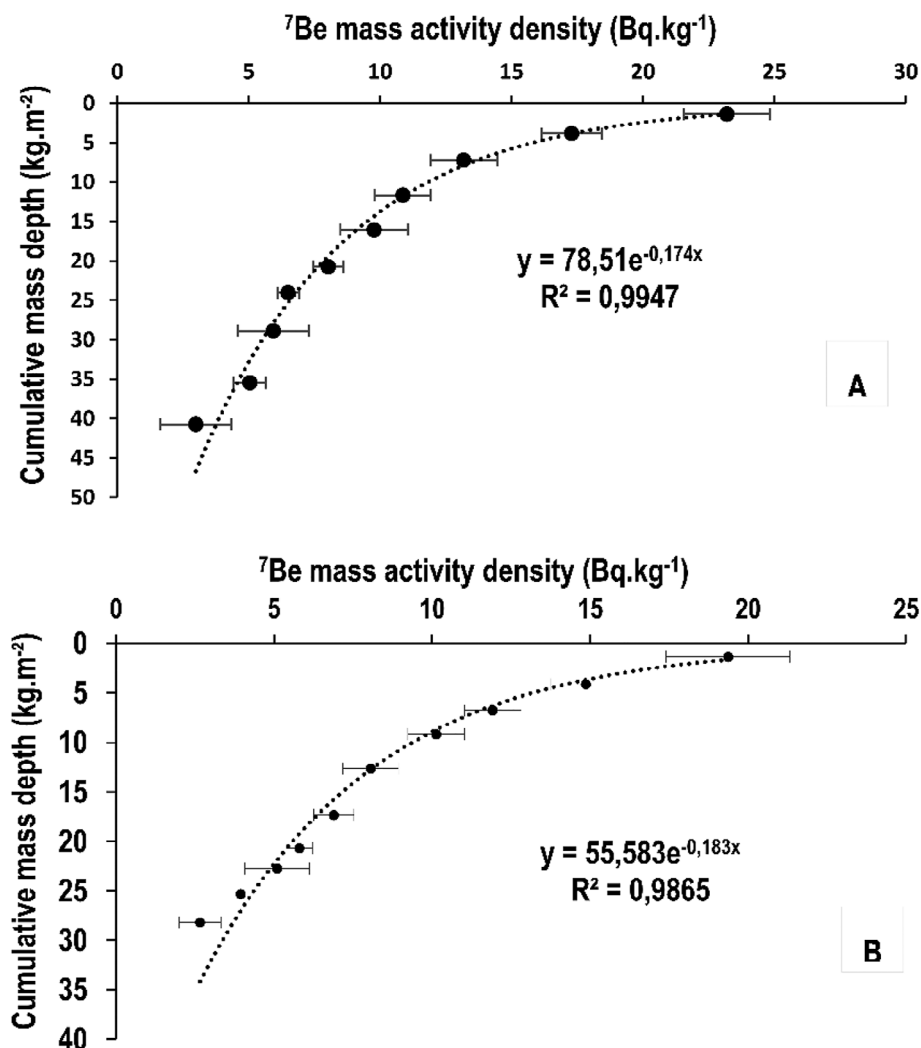 ⁷Be mass activity density (Bq.kg⁻¹)
0 5 10 15 20 25 30
Cumulative mass depth (kg.m⁻²)
0
5
10
15
20
25
30
35
40
45
50
y = 78,51e⁻⁰,¹⁷⁴ˣ
R² = 0,9947
A
⁷Be mass activity density (Bq.kg⁻¹)
0 5 10 15 20 25
Cumulative mass depth (kg.m⁻²)
0
5
10
15
20
25
30
35
40
y = 55,583e⁻⁰,¹⁸³ˣ
R² = 0,9865
B